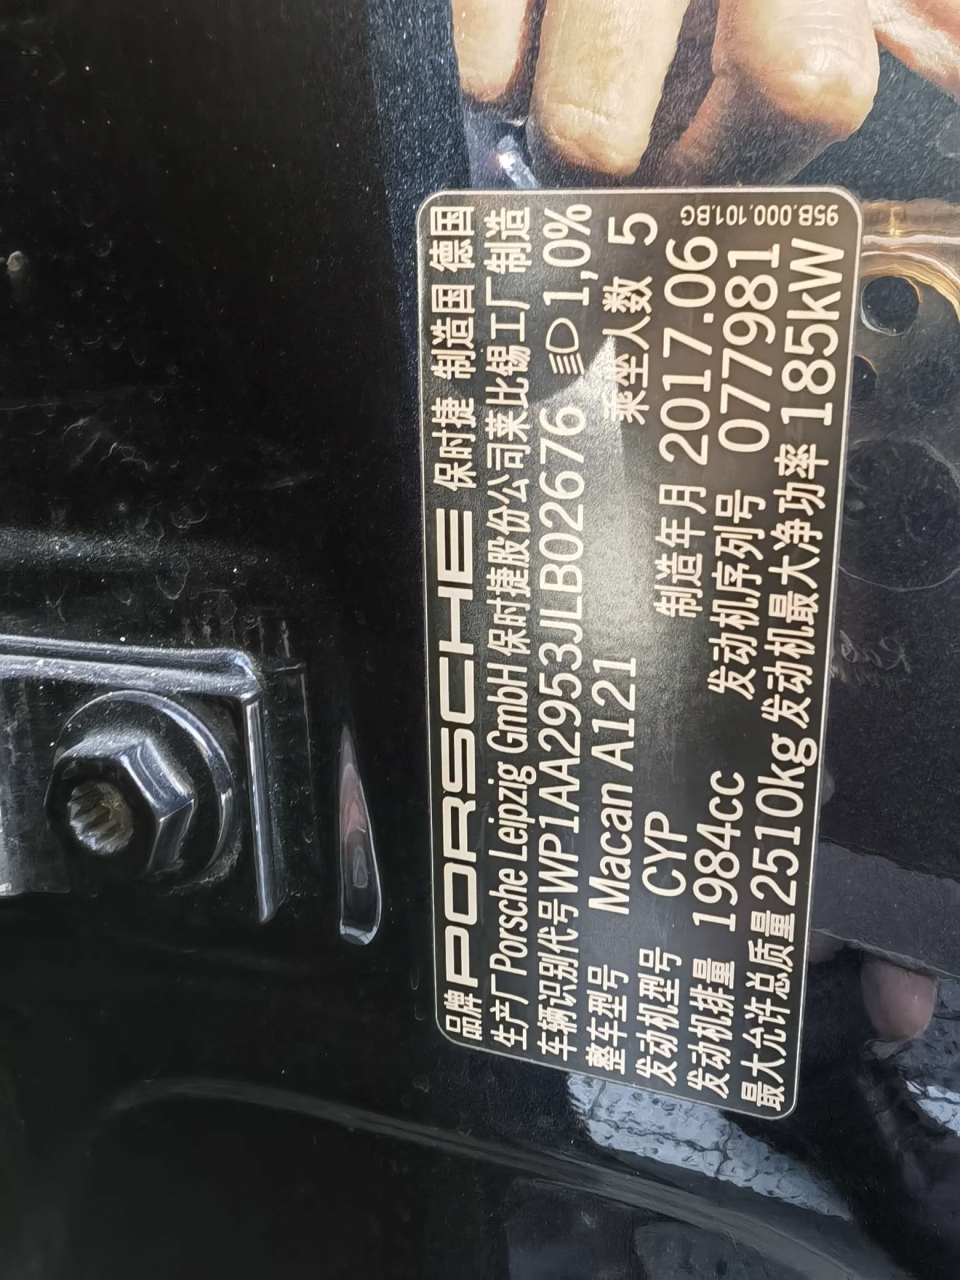 品牌 PORSCHE 保时捷 制造国 德国
生产厂 Porsche Leipzig GmbH 保时捷股份公司莱比锡工厂 制造
车辆识别代号 WP1AA2953JLB02676 1,0%
整车型号 Macan A121 乘坐人数 5
发动机型号 CYP 制造年月 2017.06
发动机排量 1984cc 发动机序列号 077981
最大允许总质量 2510kg 发动机最大净功率 185kW
95B.000.101.BG